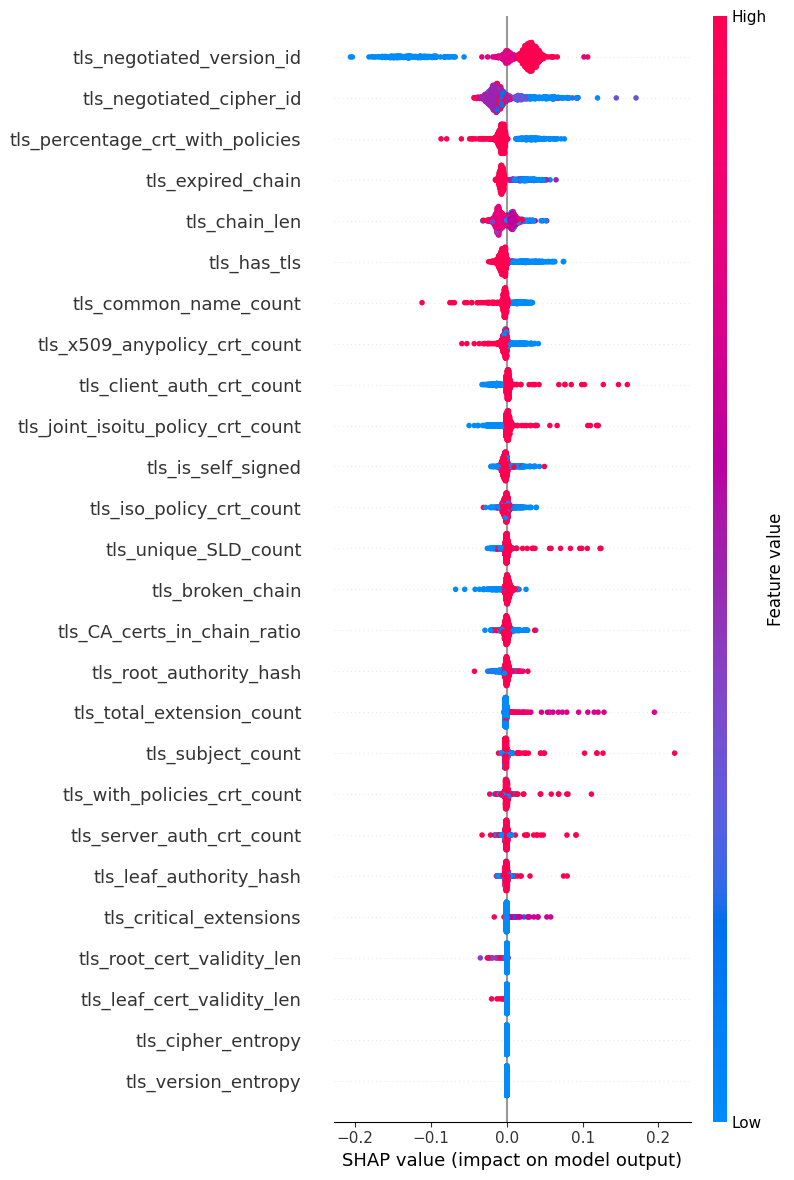 High
tls_negotiated_version_id
tls_negotiated_cipher_id
tls_percentage_crt_with_policies
tls_expired_chain
tls_chain_len
tls_has_tls
tls_common_name_count
tls_x509_anypolicy_crt_count
tls_client_auth_crt_count
tls_joint_isoitu_policy_crt_count
tls_is_self_signed
tls_iso_policy_crt_count
tls_unique_SLD_count
tls_broken_chain
tls_CA_certs_in_chain_ratio
tls_root_authority_hash
tls_total_extension_count
tls_subject_count
tls_with_policies_crt_count
tls_server_auth_crt_count
tls_leaf_authority_hash
tls_critical_extensions
tls_root_cert_validity_len
tls_leaf_cert_validity_len
tls_cipher_entropy
tls_version_entropy
Feature value
Low
−0.2 −0.1 0.0 0.1 0.2
SHAP value (impact on model output)